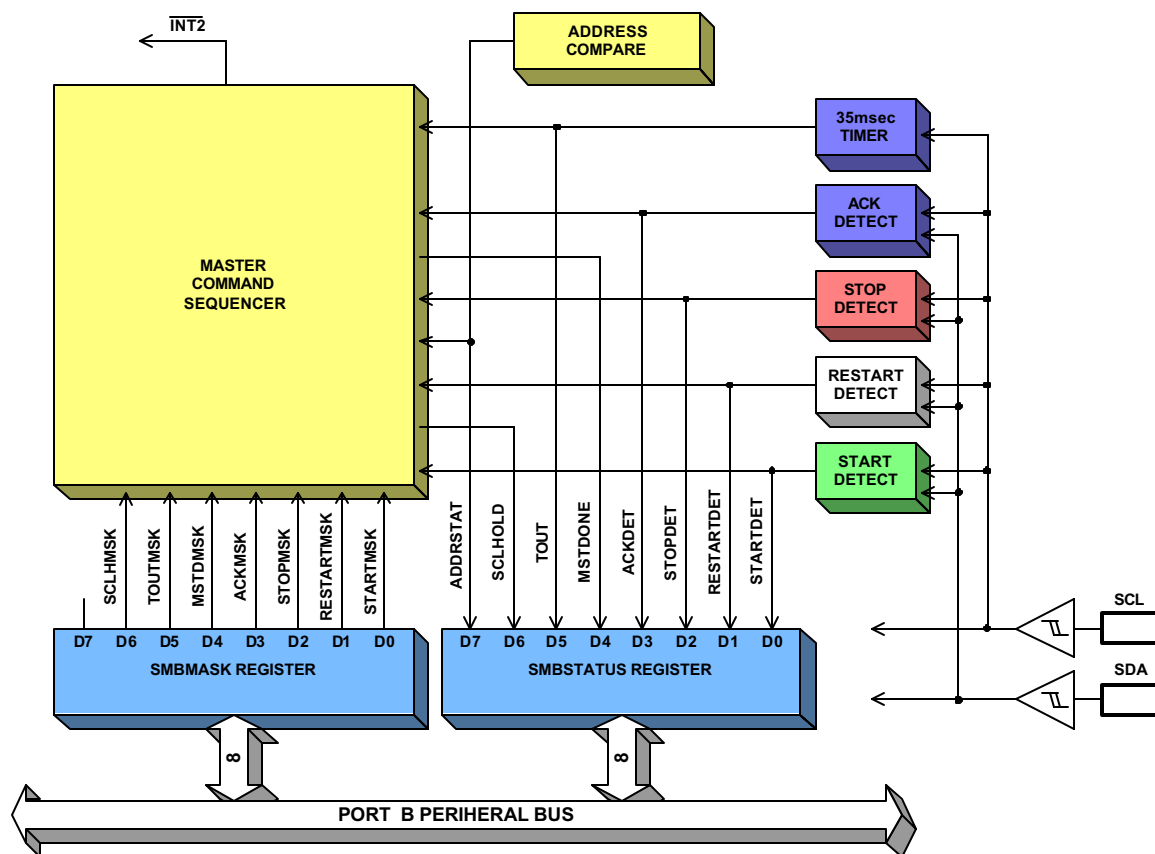 INT2
ADDRESS
COMPARE
35msec
TIMER
ACK
DETECT
MASTER
COMMAND
SEQUENCER
STOP
DETECT
RESTART
DETECT
START
DETECT
SCLHMSK
TOUTMSK
MSTDMSK
ACKMSK
STOPMSK
RESTARTMSK
STARTMSK
ADDRSTAT
SCLHOLD
TOUT
MSTDONE
ACKDET
STOPDET
RESTARTDET
STARTDET
SCL
D7 D6 D5 D4 D3 D2 D1 D0
SMBMASK REGISTER
D7 D6 D5 D4 D3 D2 D1 D0
SMBSTATUS REGISTER
SDA
8
8
PORT B PERIHERAL BUS